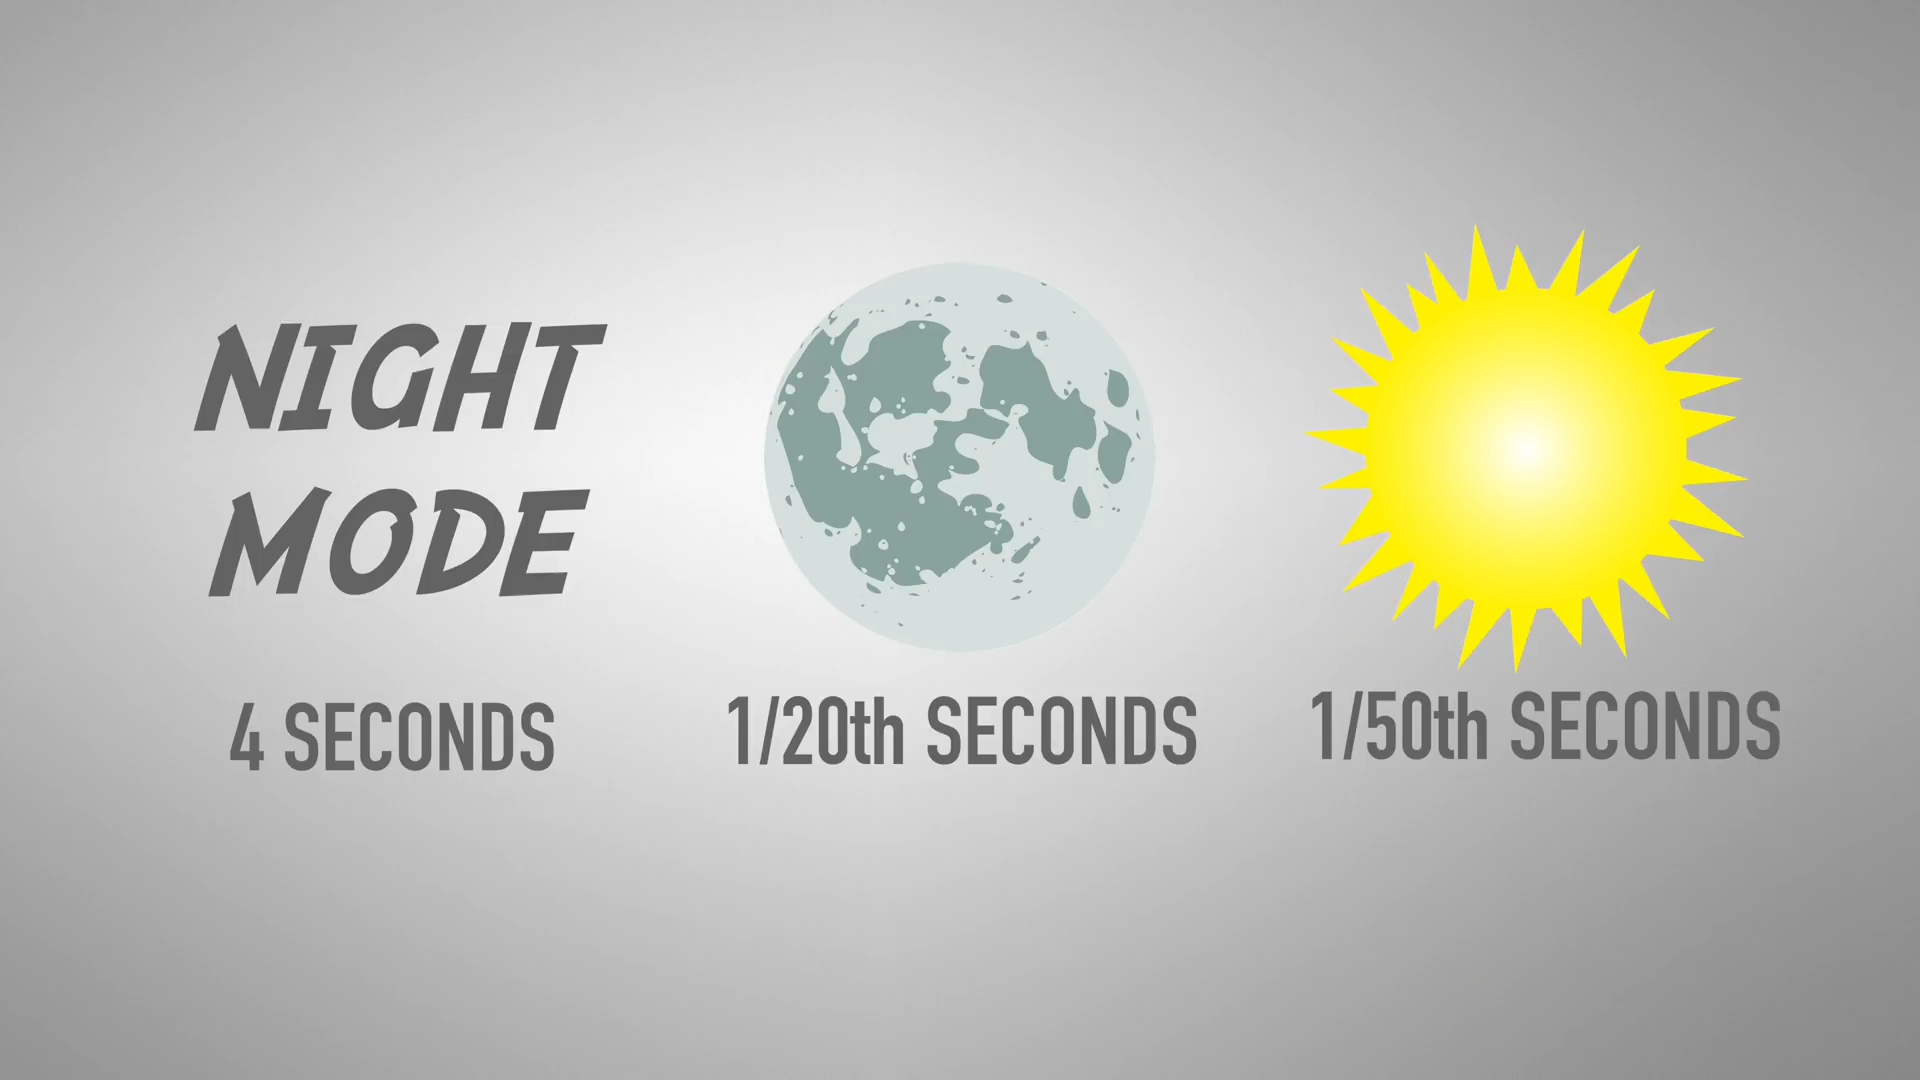 NIGHT
MODE
4 SECONDS
1/20th SECONDS
1/50th SECONDS